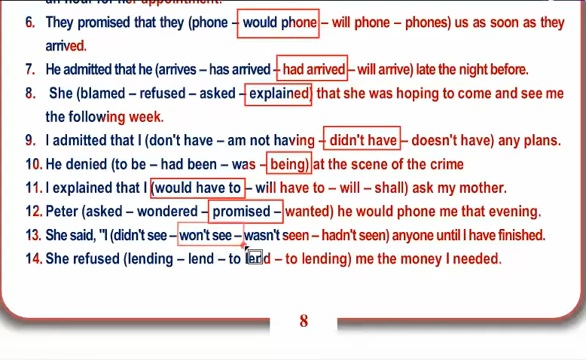 an hour for her appointment.
6. They promised that they (phone – would phone – will phone – phones) us as soon as they
arrived.
7. He admitted that he (arrives – has arrived – had arrived – will arrive) late the night before.
8. She (blamed – refused – asked – explained) that she was hoping to come and see me
the following week.
9. I admitted that I (don't have – am not having – didn't have – doesn't have) any plans.
10. He denied (to be – had been – was – being) at the scene of the crime
11. I explained that I (would have to – will have to – will – shall) ask my mother.
12. Peter (asked – wondered – promised – wanted) he would phone me that evening.
13. She said, "I (didn't see – won't see – wasn't seen – hadn't seen) anyone until I have finished.
14. She refused (lending – lend – to lend – to lending) me the money I needed.
8